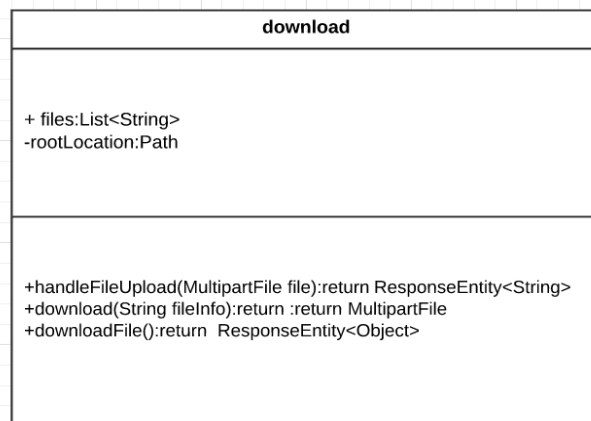 download
+ files:List<String>
-rootLocation:Path
+handleFileUpload(MultipartFile file):return ResponseEntity<String>
+download(String fileInfo):return :return MultipartFile
+downloadFile():return  ResponseEntity<Object>